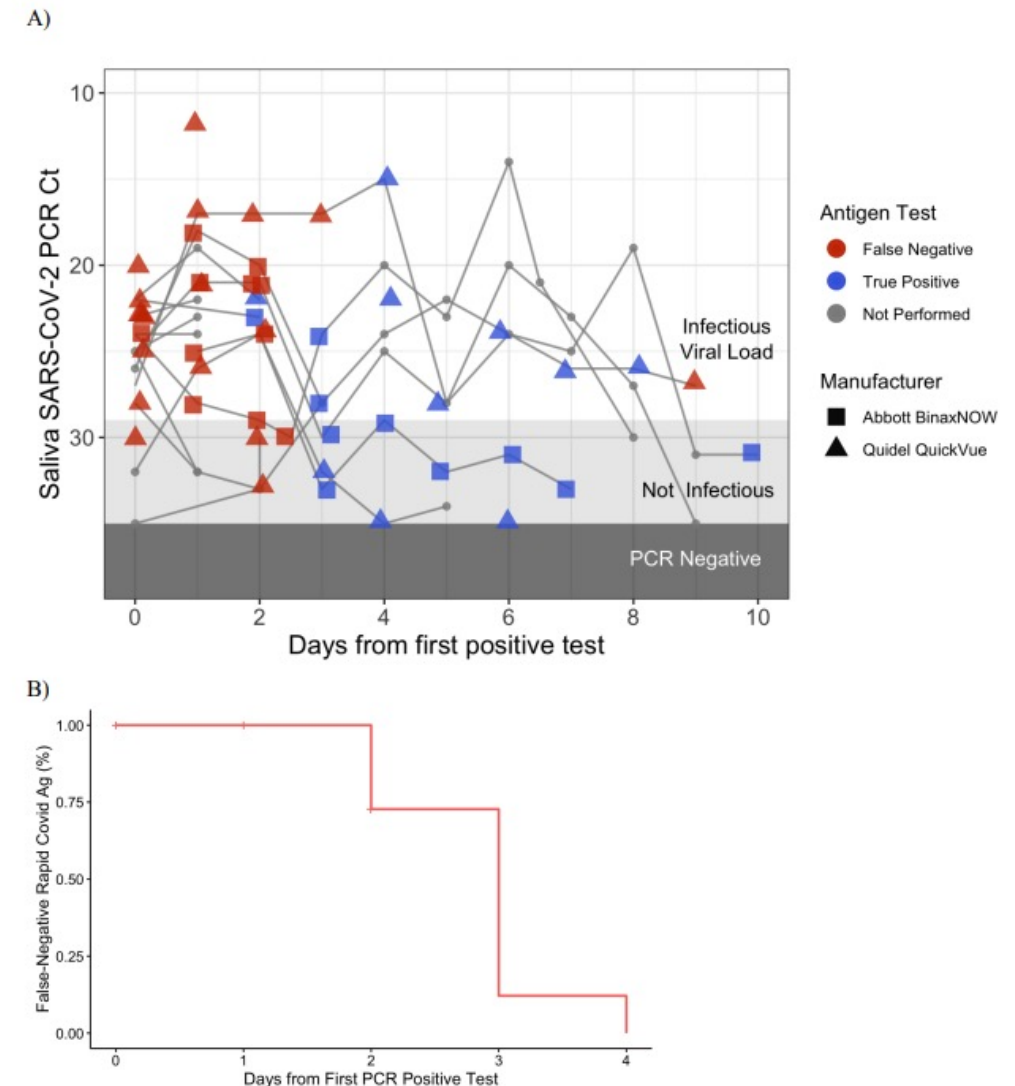 A)
10
20
30
Saliva SARS-CoV-2 PCR Ct
Infectious
Viral Load
Not Infectious
PCR Negative
0 2 4 6 8 10
Days from first positive test
Antigen Test
False Negative
True Positive
Not Performed
Manufacturer
Abbott BinaxNOW
Quidel QuickVue
B)
False-Negative Rapid Covid Ag (%)
1.00
0.75
0.50
0.25
0.00
0 1 2 3 4
Days from First PCR Positive Test